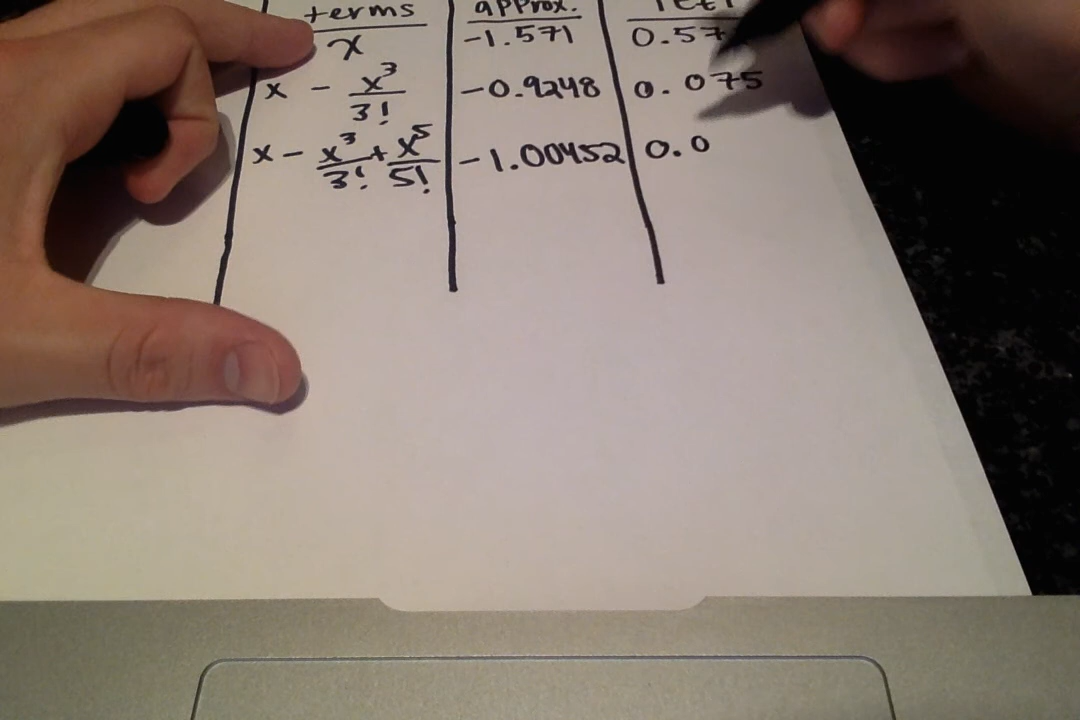 terms approx.
x -1.571 0.57
x - x³/3! -0.9248 0.075
x - x³/3! + x⁵/5! -1.00452 0.0